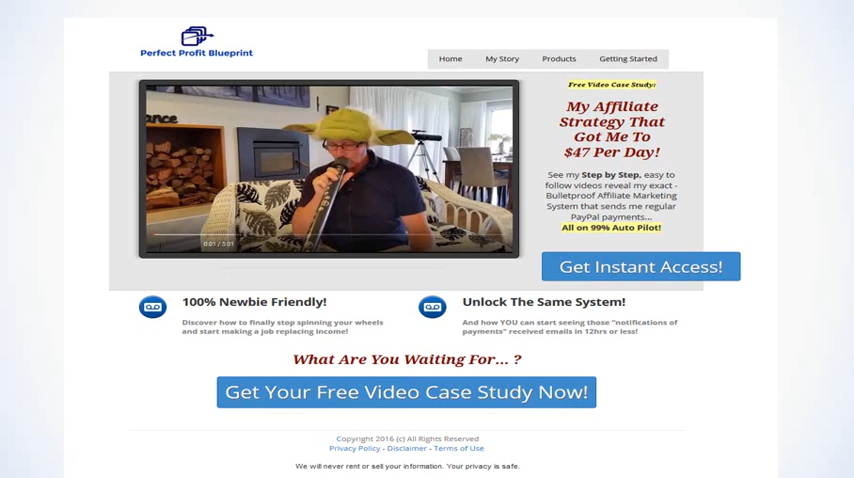 Perfect Profit Blueprint
Home My Story Products Getting Started
ance
0:01 / 5:01
Free Video Case Study:
My Affiliate
Strategy That
Got Me To
$47 Per Day!
See my Step by Step, easy to
follow videos reveal my exact -
Bulletproof Affiliate Marketing
System that sends me regular
PayPal payments...
All on 99% Auto Pilot!
Get Instant Access!
100% Newbie Friendly!
Discover how to finally stop spinning your wheels
and start making a job replacing income!
Unlock The Same System!
And how YOU can start seeing those "notifications of
payments" received emails in 12hrs or less!
What Are You Waiting For... ?
Get Your Free Video Case Study Now!
Copyright 2016 (c) All Rights Reserved
Privacy Policy - Disclaimer - Terms of Use
We will never rent or sell your information. Your privacy is safe.